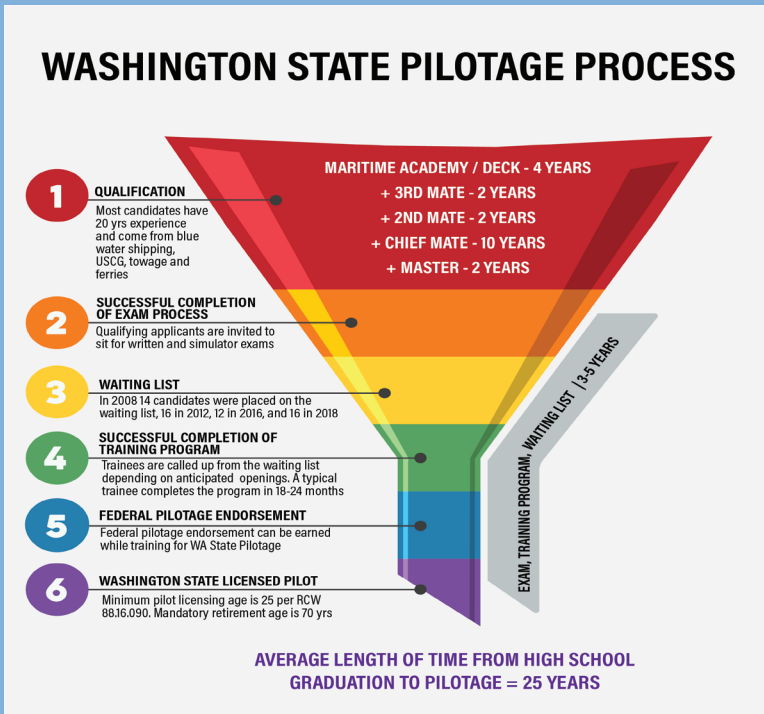 WASHINGTON STATE PILOTAGE PROCESS
MARITIME ACADEMY / DECK - 4 YEARS
+ 3RD MATE - 2 YEARS
+ 2ND MATE - 2 YEARS
+ CHIEF MATE - 10 YEARS
+ MASTER - 2 YEARS
1
QUALIFICATION
Most candidates have
20 yrs experience
and come from blue
water shipping,
USCG, towage and
ferries
2
SUCCESSFUL COMPLETION
OF EXAM PROCESS
Qualifying applicants are invited to
sit for written and simulator exams
3
WAITING LIST
In 2008 14 candidates were placed on the
waiting list, 16 in 2012, 12 in 2016, and 16 in 2018
4
SUCCESSFUL COMPLETION OF
TRAINING PROGRAM
Trainees are called up from the waiting list
depending on anticipated openings. A typical
trainee completes the program in 18-24 months
5
FEDERAL PILOTAGE ENDORSEMENT
Federal pilotage endorsement can be earned
while training for WA State Pilotage
6
WASHINGTON STATE LICENSED PILOT
Minimum pilot licensing age is 25 per RCW
88.16.090. Mandatory retirement age is 70 yrs
EXAM, TRAINING PROGRAM, WAITING LIST | 3-5 YEARS
AVERAGE LENGTH OF TIME FROM HIGH SCHOOL
GRADUATION TO PILOTAGE = 25 YEARS